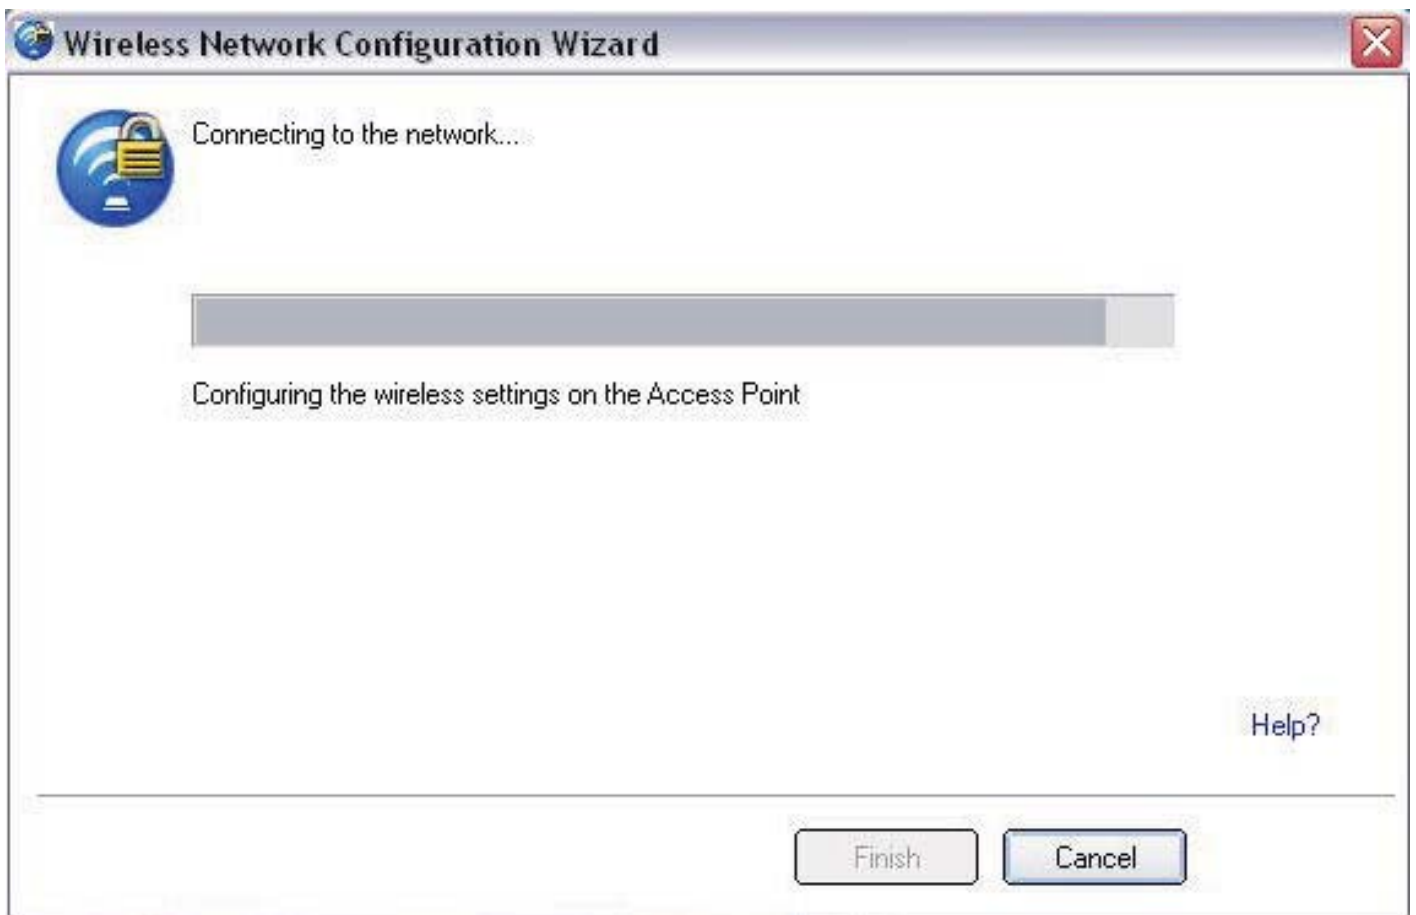 Wireless Network Configuration Wizard
Connecting to the network...
Configuring the wireless settings on the Access Point
Help?
Finish
Cancel